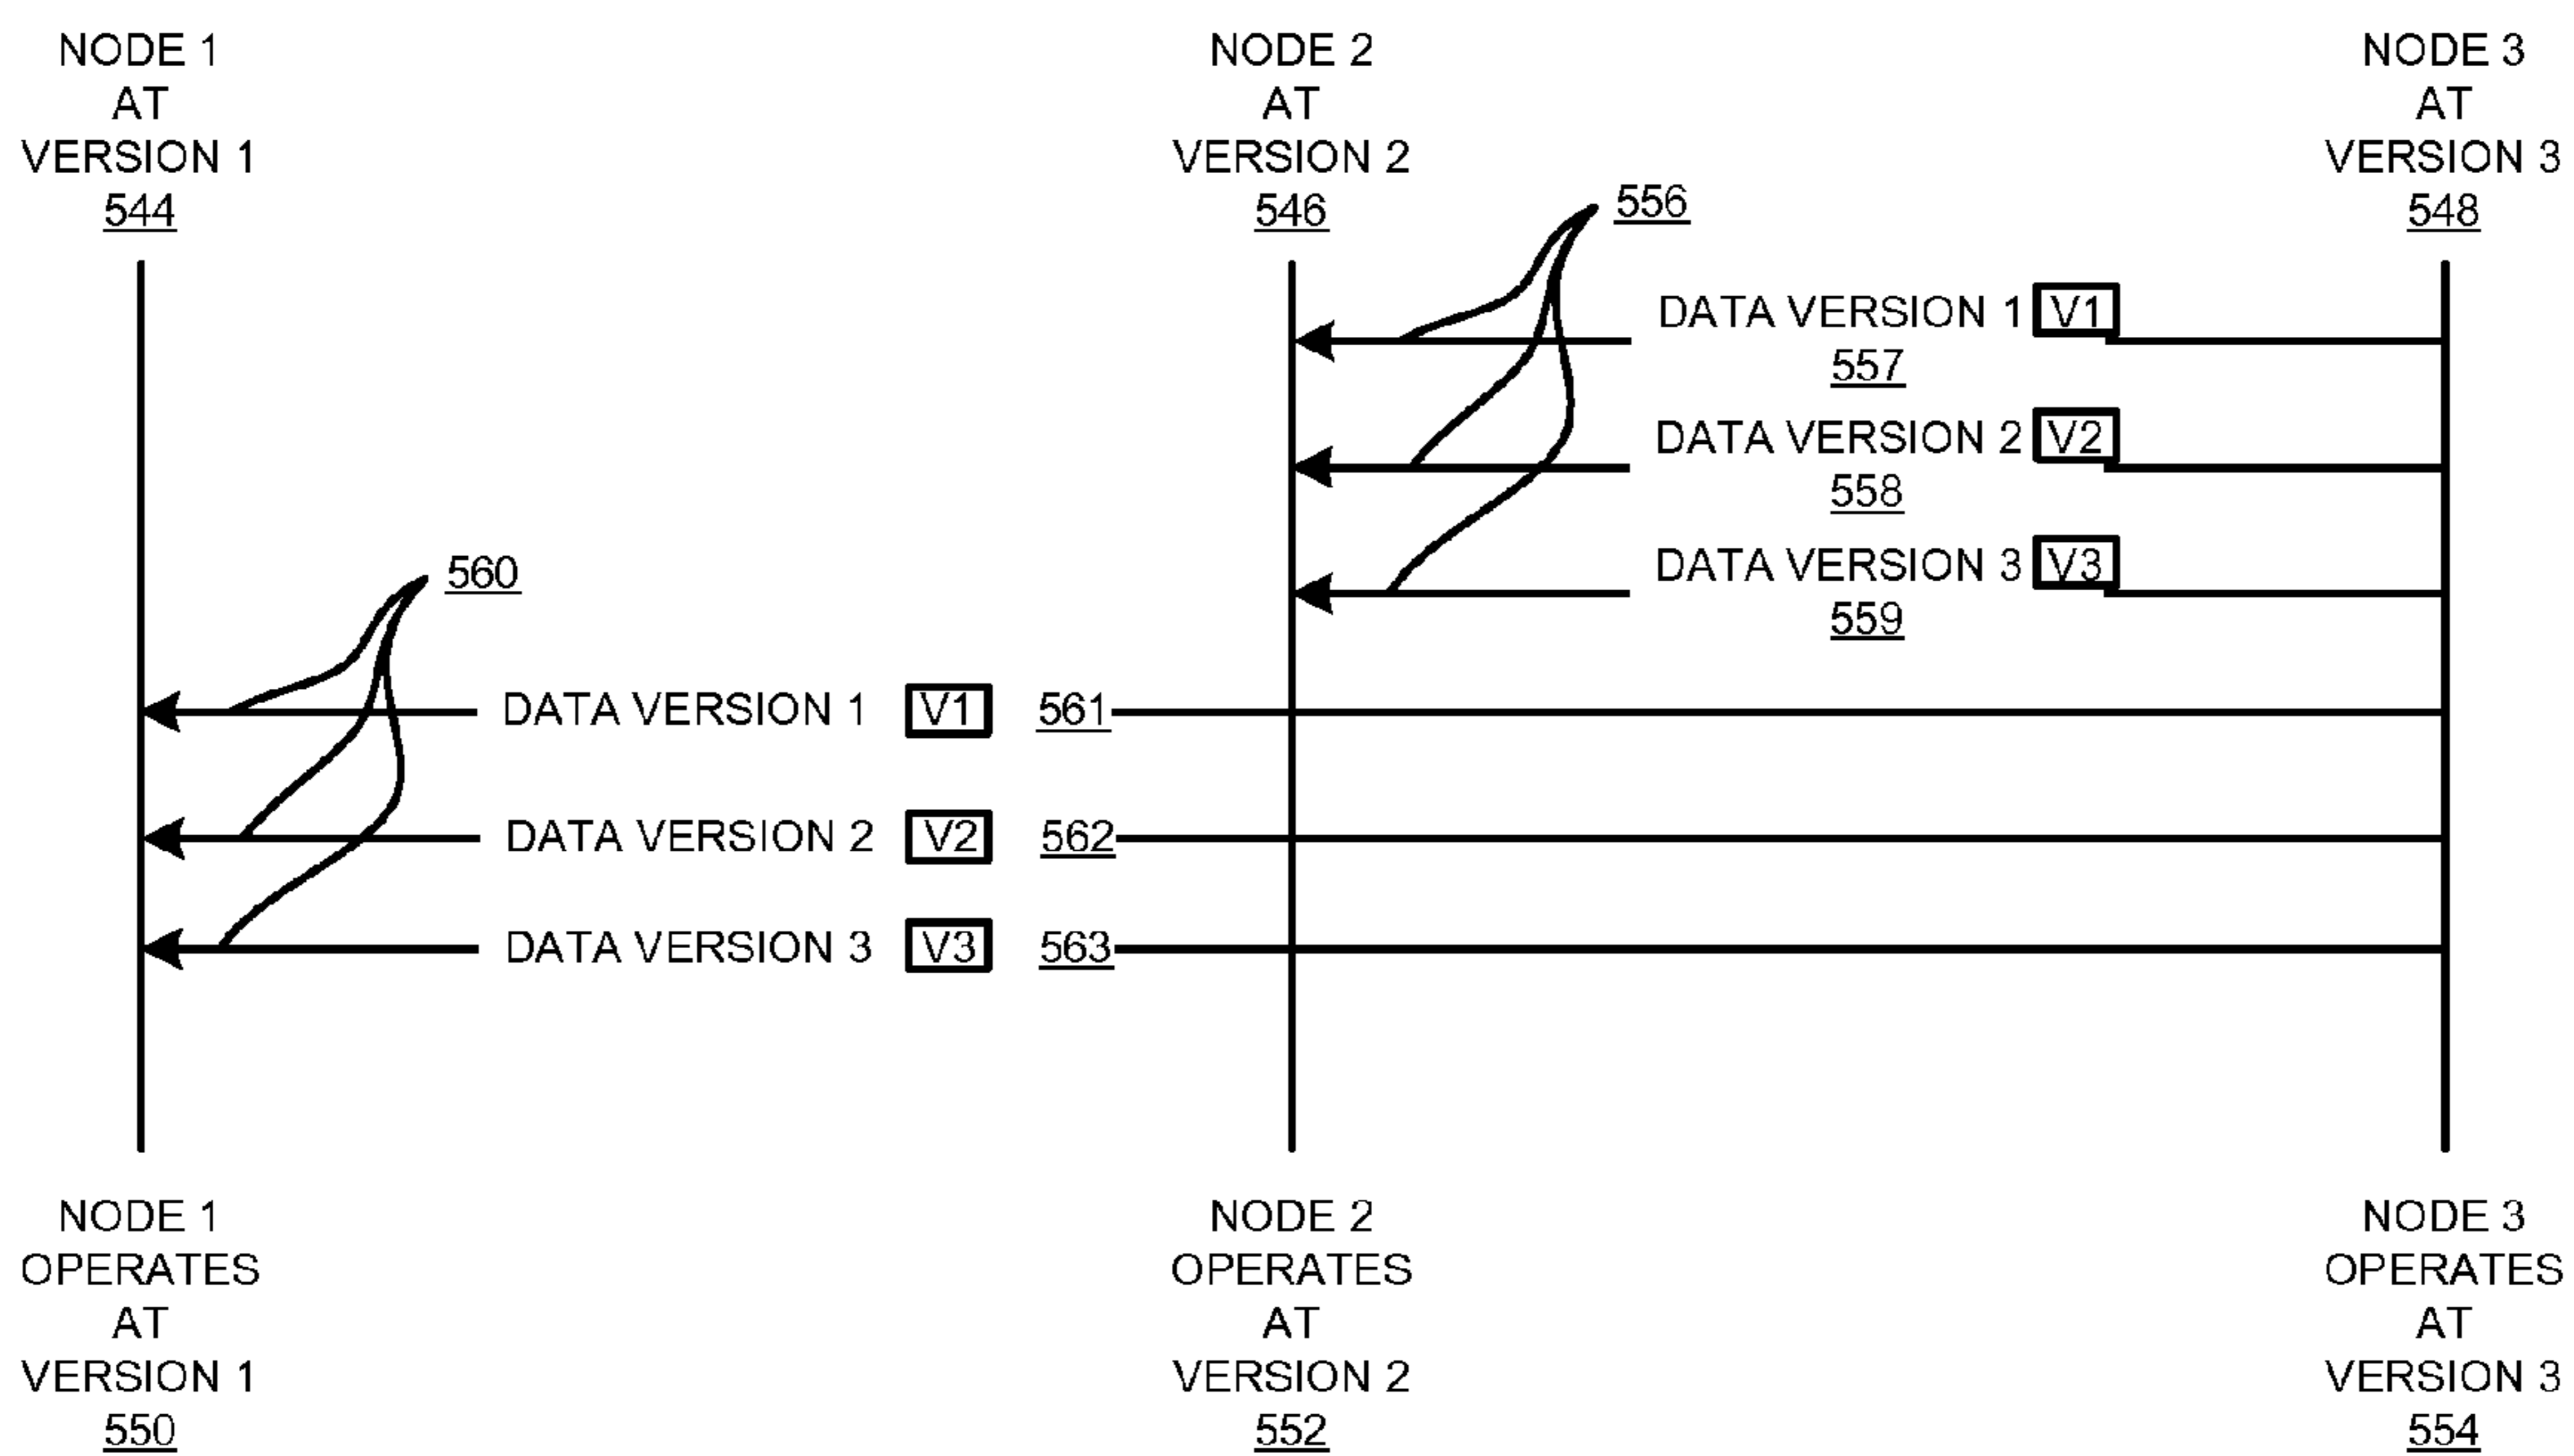 NODE 1
AT
VERSION 1
544
NODE 2
AT
VERSION 2
546
NODE 3
AT
VERSION 3
548
556
DATA VERSION 1 V1
557
DATA VERSION 2 V2
558
DATA VERSION 3 V3
559
560
DATA VERSION 1 V1 561
DATA VERSION 2 V2 562
DATA VERSION 3 V3 563
NODE 1
OPERATES
AT
VERSION 1
550
NODE 2
OPERATES
AT
VERSION 2
552
NODE 3
OPERATES
AT
VERSION 3
554